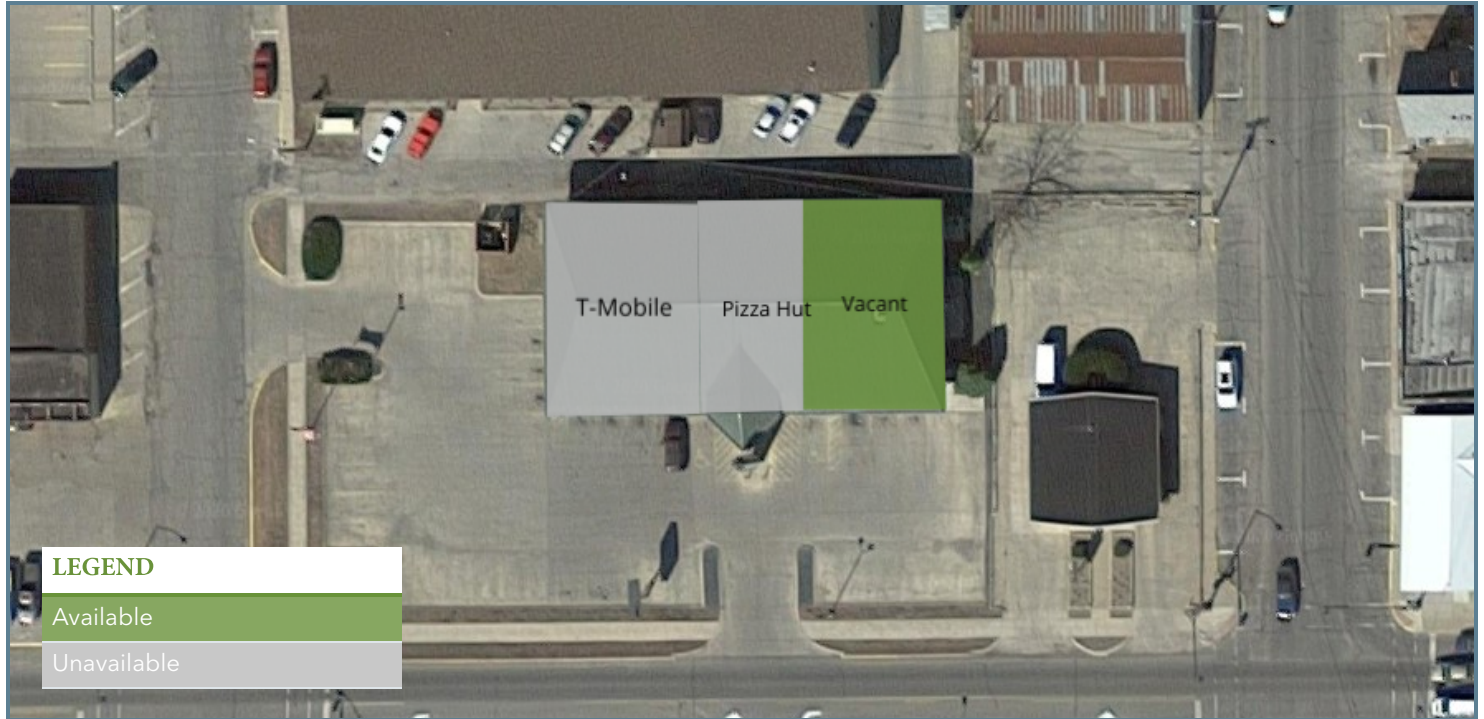 T-Mobile
Pizza Hut
Vacant
LEGEND
Available
Unavailable